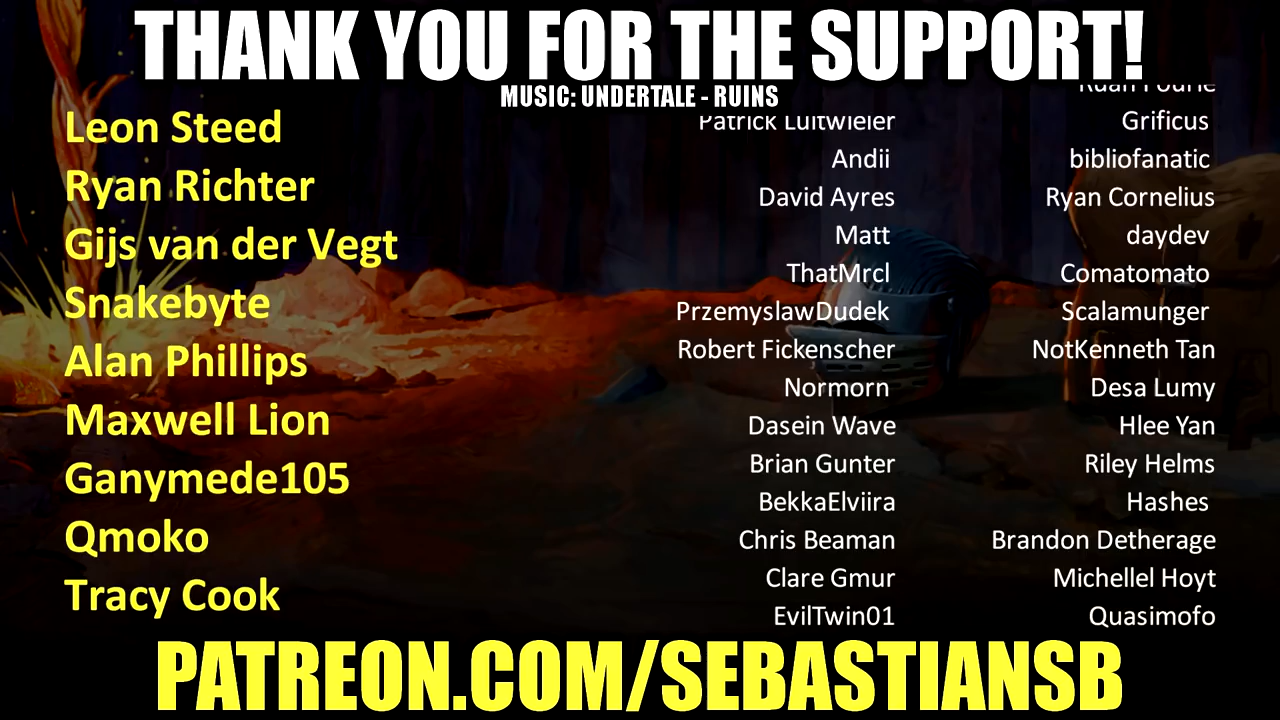 THANK YOU FOR THE SUPPORT!
MUSIC: UNDERTALE - RUINS
Leon Steed
Ryan Richter
Gijs van der Vegt
Snakebyte
Alan Phillips
Maxwell Lion
Ganymede105
Qmoko
Tracy Cook
Patrick Luitwieler
Andii
David Ayres
Matt
ThatMrcl
PrzemyslawDudek
Robert Fickenscher
Normorn
Dasein Wave
Brian Gunter
BekkaElviira
Chris Beaman
Clare Gmur
EvilTwin01
Ruan Fourie
Grificus
bibliofanatic
Ryan Cornelius
daydev
Comatomato
Scalamunger
NotKenneth Tan
Desa Lumy
Hlee Yan
Riley Helms
Hashes
Brandon Detherage
Michellel Hoyt
Quasimofo
PATREON.COM/SEBASTIANSB